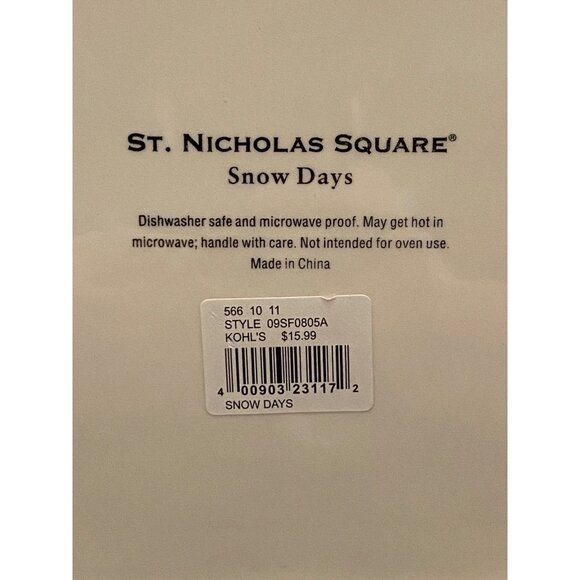 ST. NICHOLAS SQUARE®
Snow Days
Dishwasher safe and microwave proof. May get hot in
microwave; handle with care. Not intended for oven use.
Made in China
566 10 11
STYLE 09SF0805A
KOHL'S $15.99
4 00903 23117 2
SNOW DAYS